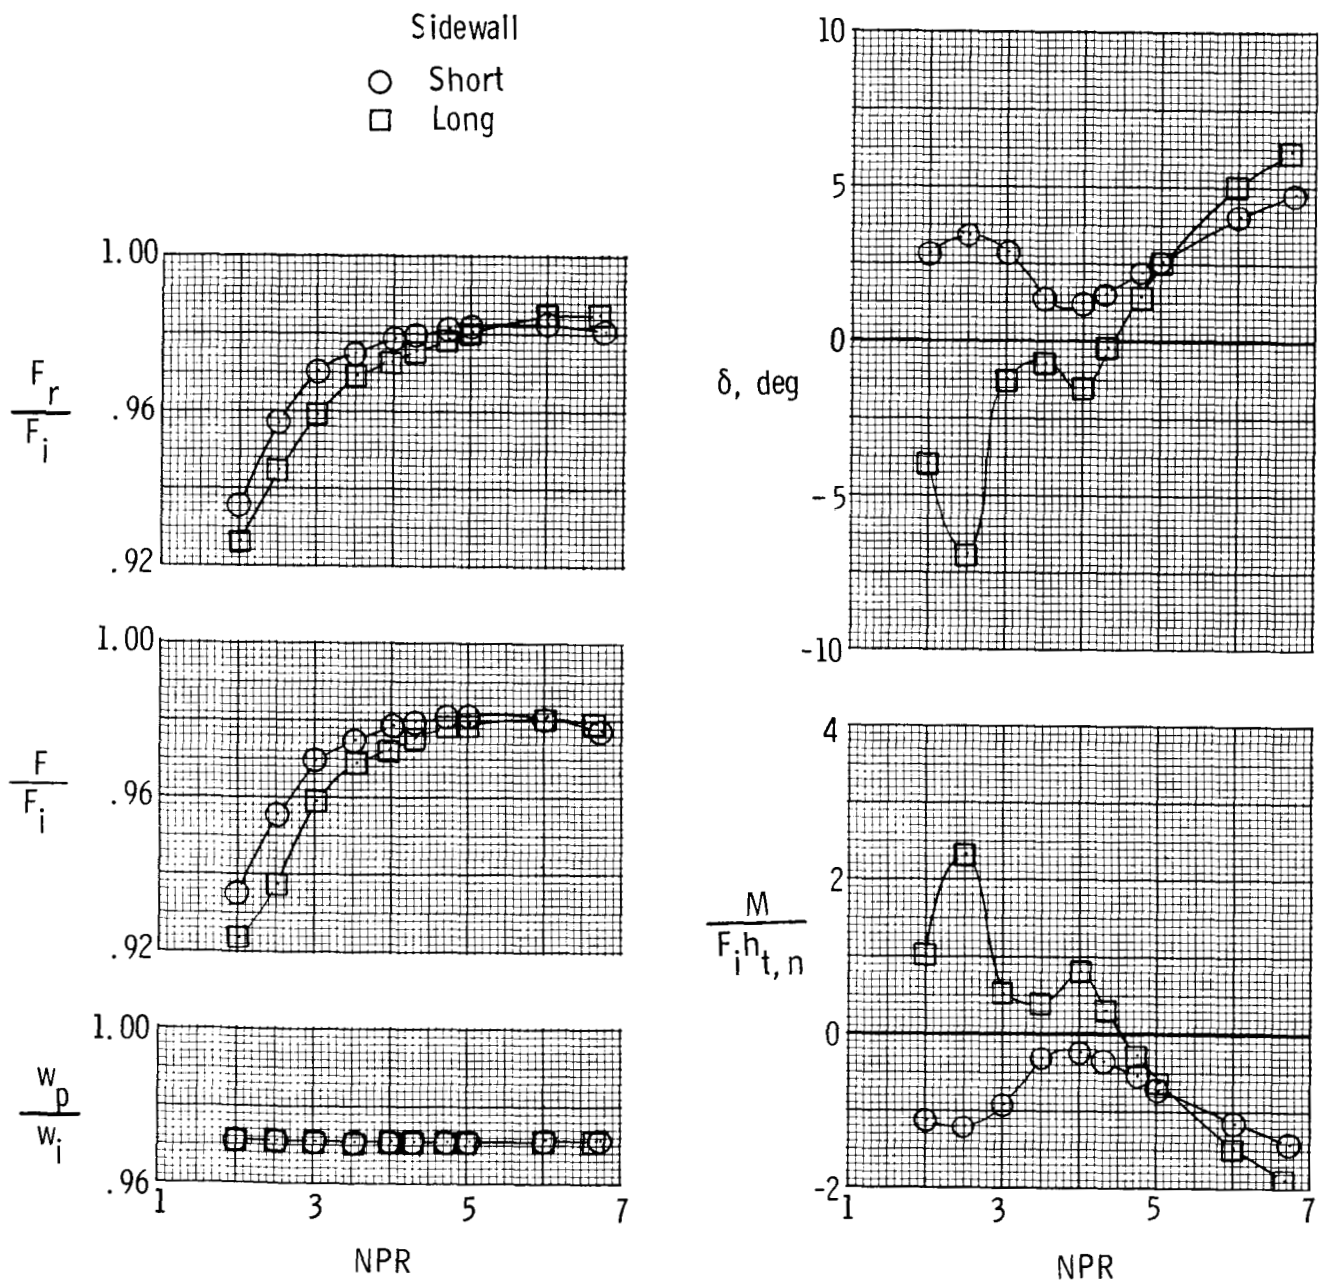 Sidewall
Short
Long
1.00
.96
.92
F_r
F_i
1.00
.96
.92
F
F_i
1.00
.96
w_p
w_i
1 3 5 7
NPR
10
5
0
-5
-10
δ, deg
4
2
0
-2
M
F_i h_t,n
1 3 5 7
NPR